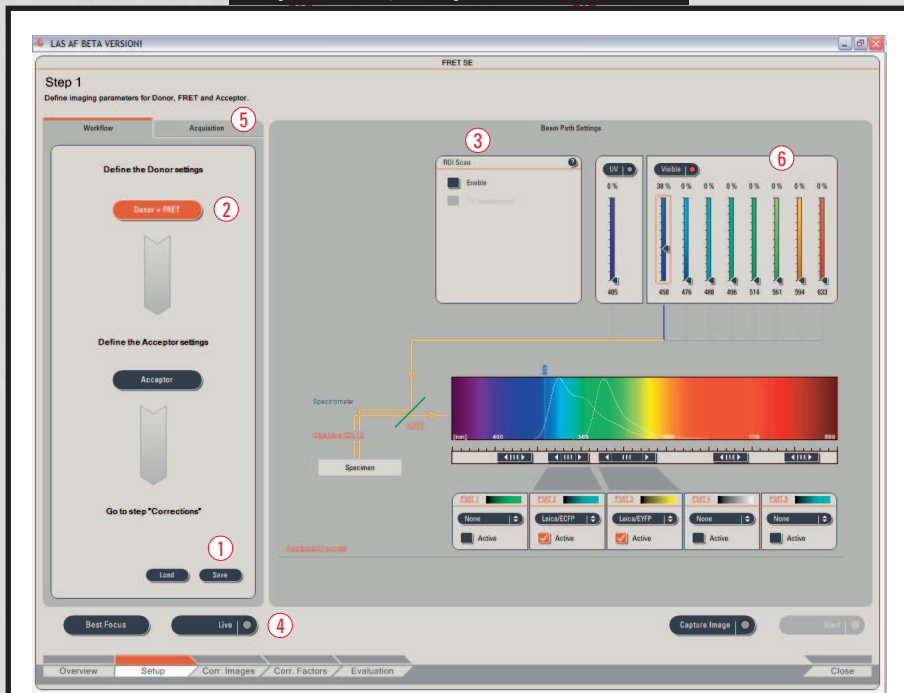 LAS AF BETA VERSION!
FRET SE
Step 1
Define imaging parameters for Donor, FRET and Acceptor.
Workflow
Acquisition
5
Define the Donor settings
Donor + FRET
2
Define the Acceptor settings
Acceptor
Go to step "Corrections"
1
Load
Save
Beam Path Settings
3
ROI Scan
Enable
6
UV
Visible
0 %
38 % 0 % 0 % 0 % 0 % 0 % 0 % 0 %
405
458 476 488 496 514 561 594 633
Spectrometer
Specimen
[nm] 400 500 600 700 800
PMT 1
PMT 2
PMT 3
PMT 4
None
Leica/ECFP
Leica/EYFP
None
None
Active
Active
Active
Active
Active
Additional Channels
Best Focus
Live
4
Capture Image
Start
Overview
Setup
Corr. Images
Corr. Factors
Evaluation
Close